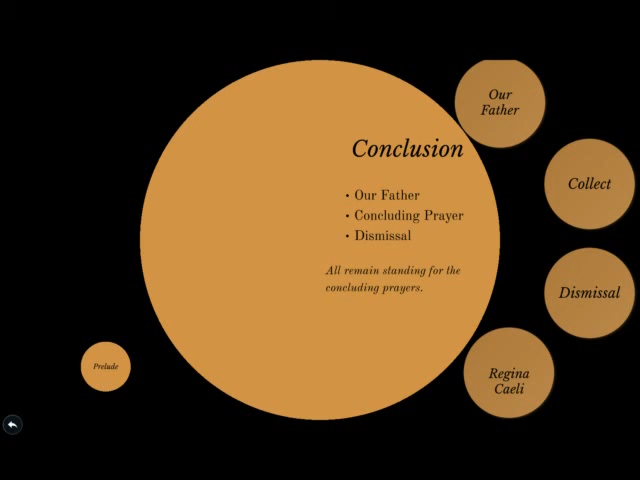 Conclusion
• Our Father
• Concluding Prayer
• Dismissal
All remain standing for the
concluding prayers.
Our
Father
Collect
Dismissal
Regina
Caeli
Prelude